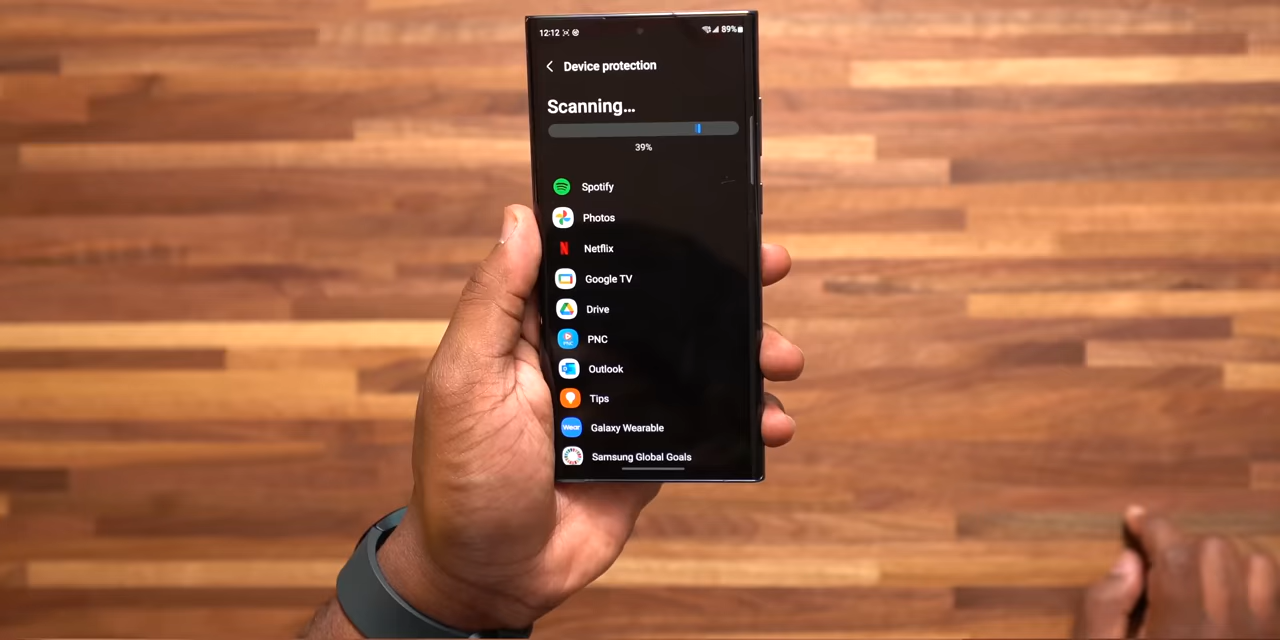 12:12
89%
Device protection
Scanning...
39%
Spotify
Photos
N Netflix
Google TV
Drive
PNC
Outlook
Tips
Wear Galaxy Wearable
Samsung Global Goals